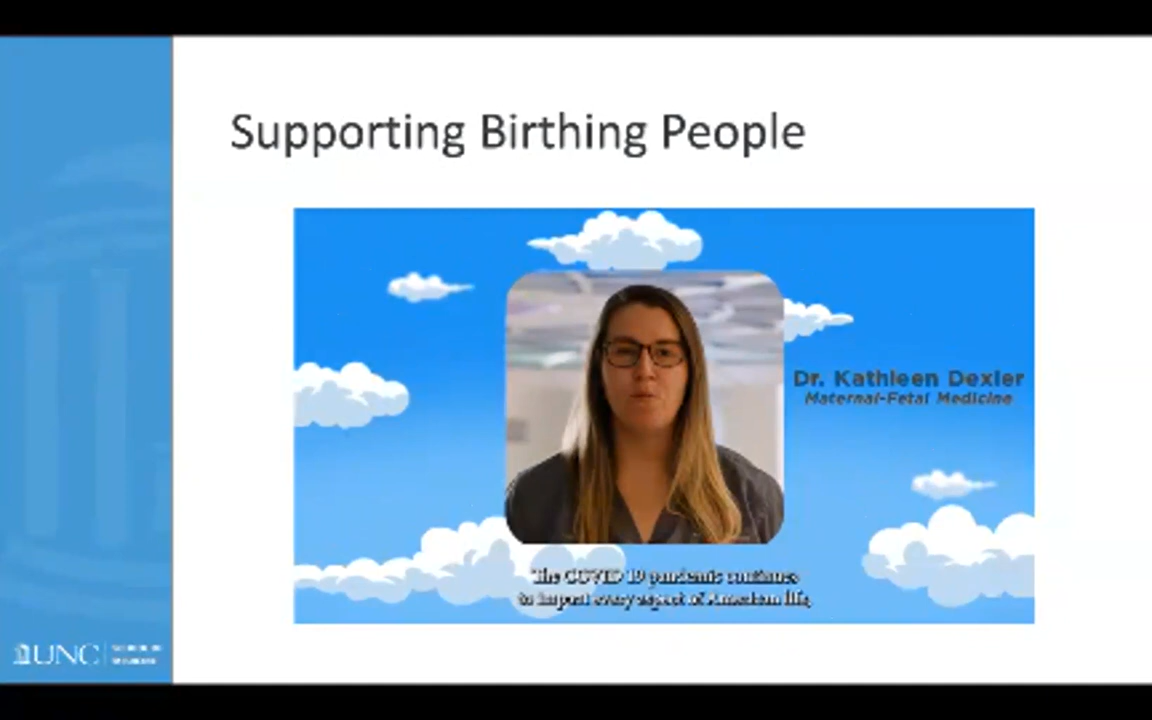 Supporting Birthing People
Dr. Kathleen Dexler
Maternal-Fetal Medicine
The COVID 19 pandemic continues
to impact every aspect of American life,
UNC